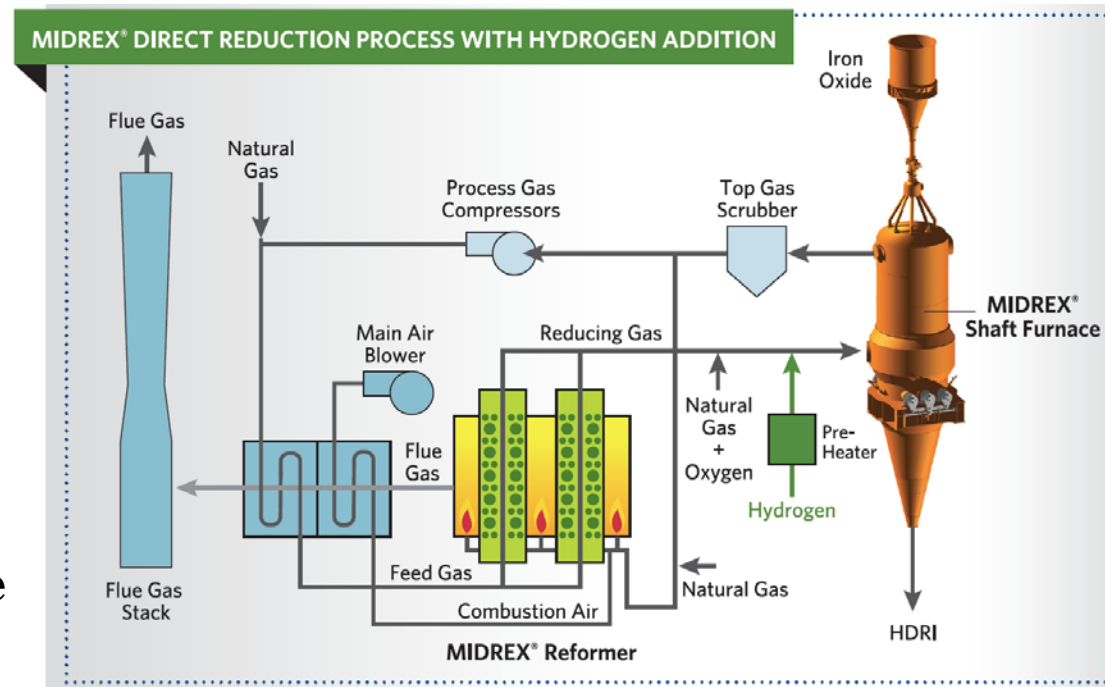 MIDREX® DIRECT REDUCTION PROCESS WITH HYDROGEN ADDITION
Iron
Oxide
Flue Gas
Natural
Gas
Process Gas
Compressors
Top Gas
Scrubber
MIDREX®
Shaft Furnace
Main Air
Blower
Reducing Gas
Natural
Gas
+
Oxygen
Pre-
Heater
Flue
Gas
Hydrogen
Feed Gas
Natural Gas
Flue Gas
Stack
Combustion Air
HDRI
MIDREX® Reformer
e